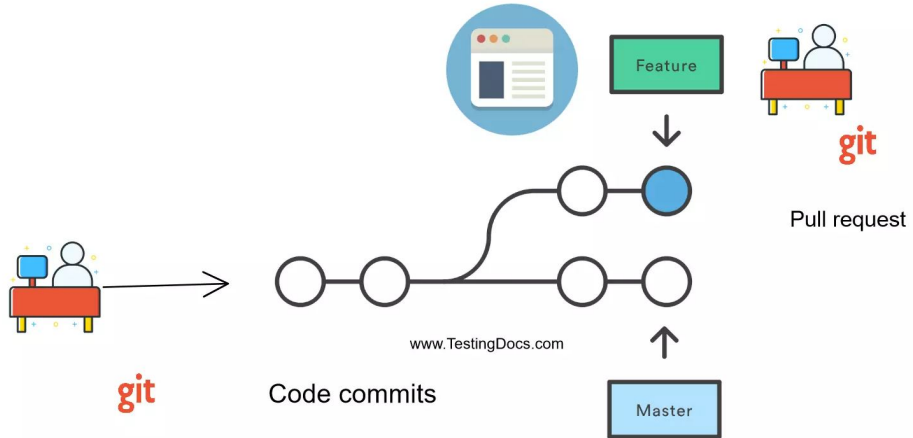 Feature
git
Pull request
www.TestingDocs.com
git
Code commits
Master